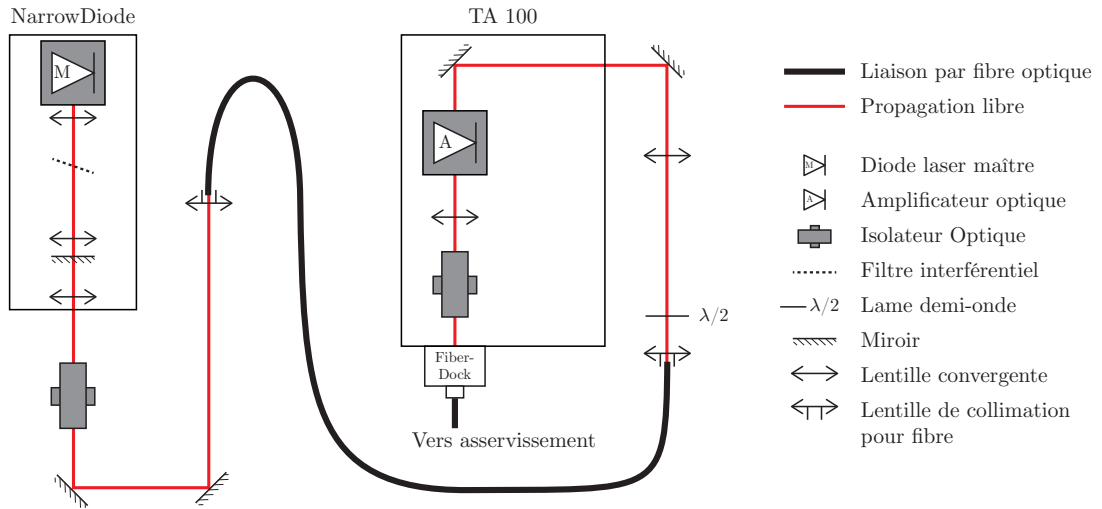 NarrowDiode
TA 100
M
A
λ/2
Fiber-
Dock
Vers asservissement
Liaison par fibre optique
Propagation libre
M
Diode laser maître
A
Amplificateur optique
Isolateur Optique
Filtre interférentiel
λ/2
Lame demi-onde
Miroir
Lentille convergente
Lentille de collimation
pour fibre